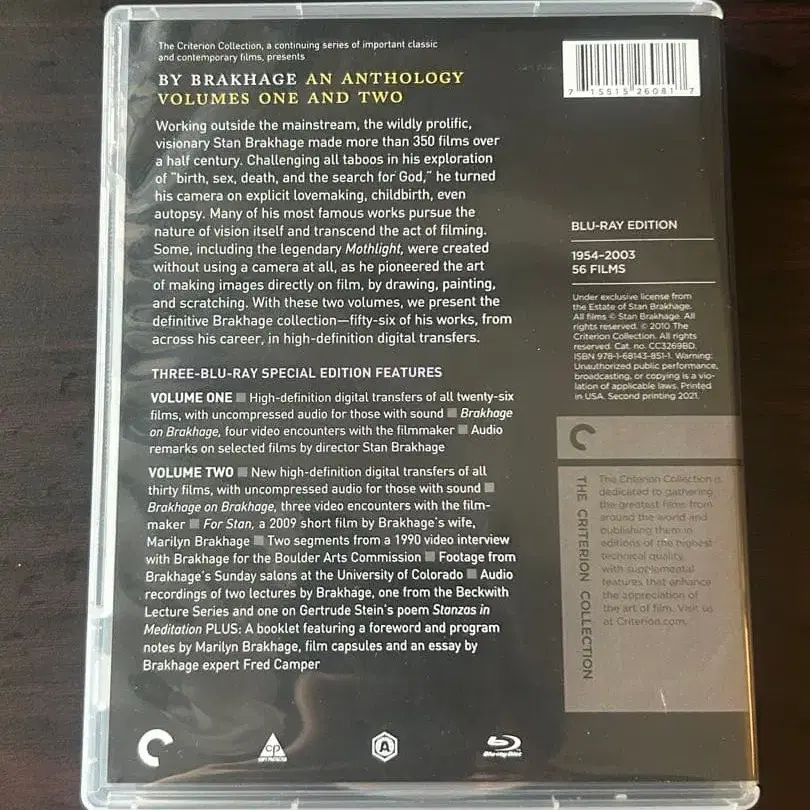 The Criterion Collection, a continuing series of important classic
and contemporary films, presents
BY BRAKHAGE AN ANTHOLOGY
VOLUMES ONE AND TWO
Working outside the mainstream, the wildly prolific,
visionary Stan Brakhage made more than 350 films over
a half century. Challenging all taboos in his exploration
of "birth, sex, death, and the search for God," he turned
his camera on explicit lovemaking, childbirth, even
autopsy. Many of his most famous works pursue the
nature of vision itself and transcend the act of filming.
Some, including the legendary Mothlight, were created
without using a camera at all, as he pioneered the art
of making images directly on film, by drawing, painting,
and scratching. With these two volumes, we present the
definitive Brakhage collection—fifty-six of his works, from
across his career, in high-definition digital transfers.
THREE-BLU-RAY SPECIAL EDITION FEATURES
VOLUME ONE ■ High-definition digital transfers of all twenty-six
films, with uncompressed audio for those with sound ■ Brakhage
on Brakhage, four video encounters with the filmmaker ■ Audio
remarks on selected films by director Stan Brakhage
VOLUME TWO ■ New high-definition digital transfers of all
thirty films, with uncompressed audio for those with sound ■
Brakhage on Brakhage, three video encounters with the film-
maker ■ For Stan, a 2009 short film by Brakhage's wife,
Marilyn Brakhage ■ Two segments from a 1990 video interview
with Brakhage for the Boulder Arts Commission ■ Footage from
Brakhage's Sunday salons at the University of Colorado ■ Audio
recordings of two lectures by Brakhage, one from the Beckwith
Lecture Series and one on Gertrude Stein's poem Stanzas in
Meditation PLUS: A booklet featuring a foreword and program
notes by Marilyn Brakhage, film capsules and an essay by
Brakhage expert Fred Camper
7 15515 26081 7
BLU-RAY EDITION
1954–2003
56 FILMS
Under exclusive license from
the Estate of Stan Brakhage.
All films © Stan Brakhage. All
rights reserved. © 2010 The
Criterion Collection. All rights
reserved. Cat. no. CC3269BD.
ISBN 978-1-68143-851-1. Warning:
Unauthorized public performance,
broadcasting, or copying is a vio-
lation of applicable laws. Printed
in USA. Second printing 2021.
THE CRITERION COLLECTION
The Criterion Collection is
dedicated to gathering
the greatest films from
around the world and
publishing them in
editions of the highest
technical quality,
with supplemental
features that enhance
the appreciation of
the art of film. Visit us
at Criterion.com.
CP
COPY PROTECTED
A
Blu-ray Disc